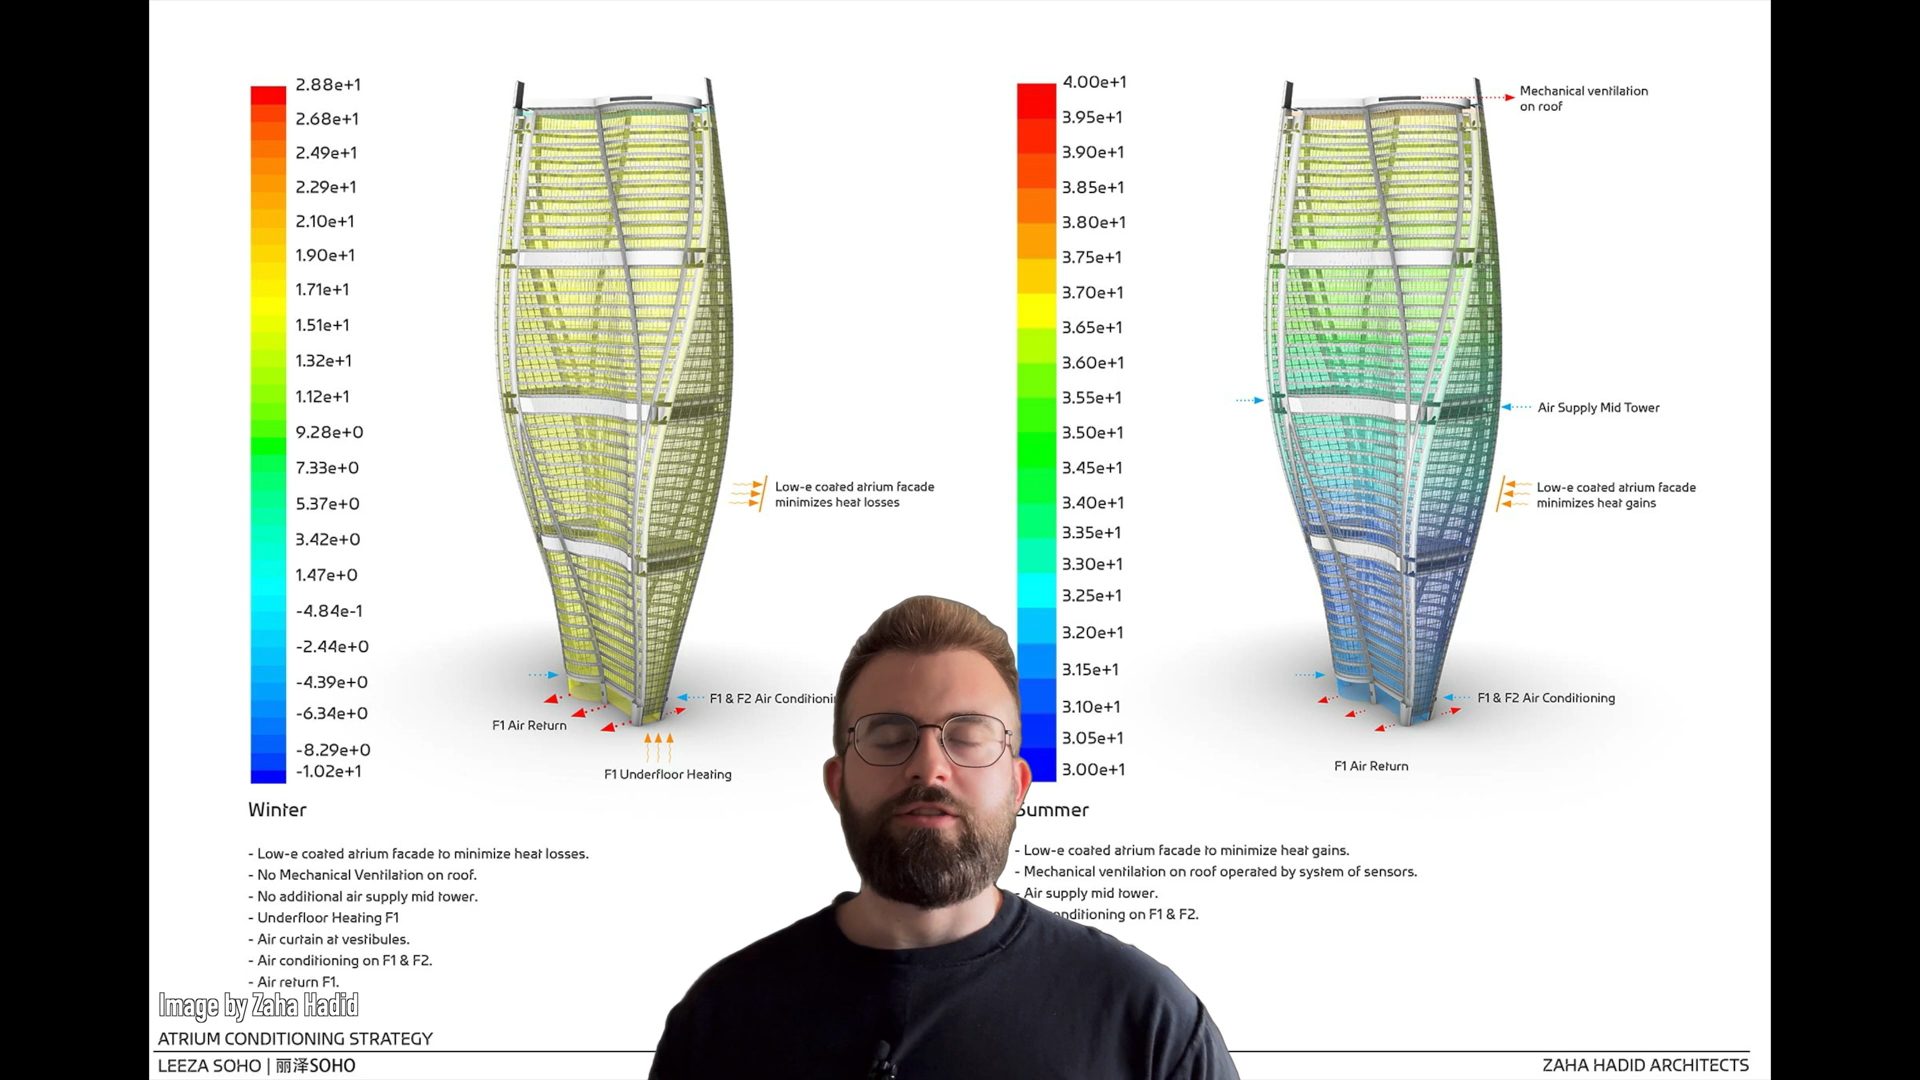 2.88e+1
2.68e+1
2.49e+1
2.29e+1
2.10e+1
1.90e+1
1.71e+1
1.51e+1
1.32e+1
1.12e+1
9.28e+0
7.33e+0
5.37e+0
3.42e+0
1.47e+0
-4.84e-1
-2.44e+0
-4.39e+0
-6.34e+0
-8.29e+0
-1.02e+1
Low-e coated atrium facade
minimizes heat losses
F1 & F2 Air
F1 Air Return
F1 Underfloor Heating
Winter
- Low-e coated atrium facade to minimize heat losses.
- No Mechanical Ventilation on roof.
- No additional air supply mid tower.
- Underfloor Heating F1
- Air curtain at vestibules.
- Air conditioning on F1 & F2.
- Air return F1.
4.00e+1
3.95e+1
3.90e+1
3.85e+1
3.80e+1
3.75e+1
3.70e+1
3.65e+1
3.60e+1
3.55e+1
3.50e+1
3.45e+1
3.40e+1
3.35e+1
3.30e+1
3.25e+1
3.20e+1
3.15e+1
3.10e+1
3.05e+1
3.00e+1
Mechanical ventilation
on roof
Air Supply Mid Tower
Low-e coated atrium facade
minimizes heat gains
F1 & F2 Air Conditioning
F1 Air Return
Summer
- Low-e coated atrium facade to minimize heat gains.
- Mechanical ventilation on roof operated by system of sensors.
- Air supply mid tower.
on F1 & F2.
Image by Zaha Hadid
ATRIUM CONDITIONING STRATEGY
LEEZA SOHO | 丽泽SOHO
ZAHA HADID ARCHITECTS